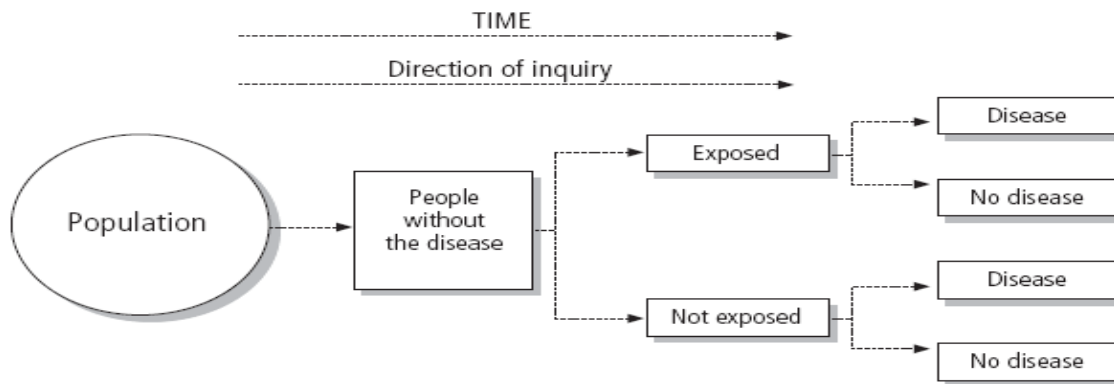 TIME
Direction of inquiry
Population
People
without
the disease
Exposed
Not exposed
Disease
No disease
Disease
No disease